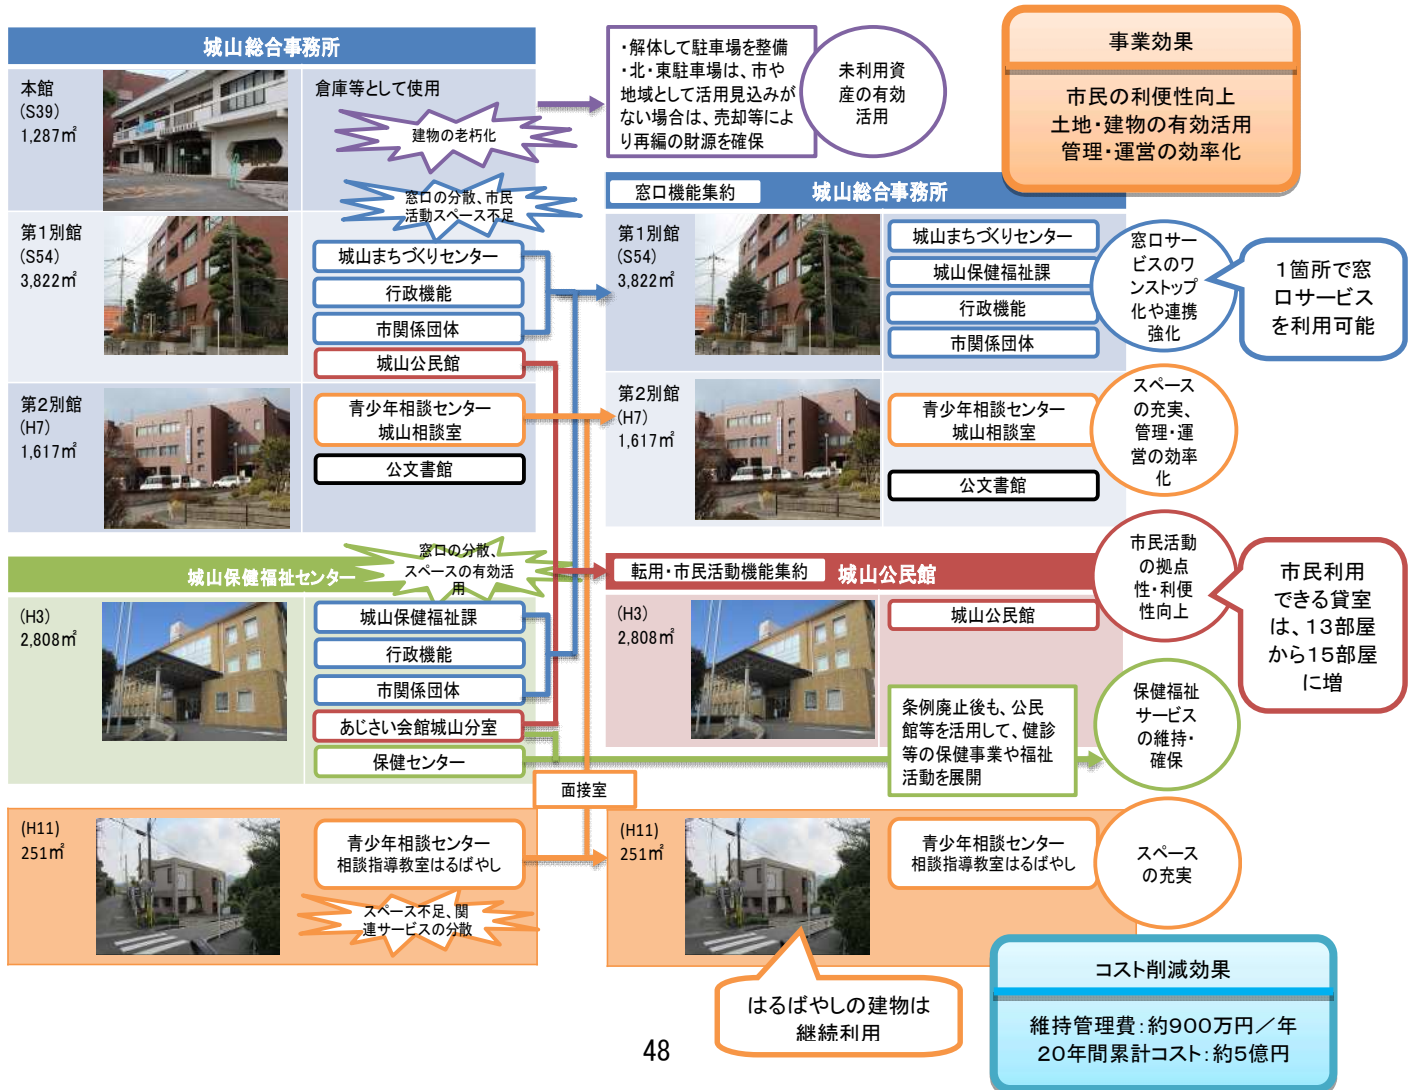 城山総合事務所
本館
(S39)
1,287㎡
倉庫等として使用
建物の老朽化
窓口の分散、市民
活動スペース不足
第1別館
(S54)
3,822㎡
城山まちづくりセンター
行政機能
市関係団体
城山公民館
第2別館
(H7)
1,617㎡
青少年相談センター
城山相談室
公文書館
窓口の分散、
スペースの有効活
用
城山保健福祉センター
(H3)
2,808㎡
城山保健福祉課
行政機能
市関係団体
あじさい会館城山分室
保健センター
面接室
(H11)
251㎡
青少年相談センター
相談指導教室はるばやし
スペース不足、関
連サービスの分散
・解体して駐車場を整備
・北・東駐車場は、市や
地域として活用見込みが
ない場合は、売却等によ
り再編の財源を確保
未利用資
産の有効
活用
事業効果
市民の利便性向上
土地・建物の有効活用
管理・運営の効率化
窓口機能集約
城山総合事務所
第1別館
(S54)
3,822㎡
城山まちづくりセンター
城山保健福祉課
行政機能
市関係団体
窓口サー
ビスのワ
ンストップ
化や連携
強化
1箇所で窓
口サービス
を利用可能
第2別館
(H7)
1,617㎡
青少年相談センター
城山相談室
公文書館
スペース
の充実、
管理・運
営の効率
化
転用・市民活動機能集約
城山公民館
(H3)
2,808㎡
城山公民館
市民活動
の拠点
性・利便
性向上
市民利用
できる貸室
は、13部屋
から15部屋
に増
条例廃止後も、公民
館等を活用して、健診
等の保健事業や福祉
活動を展開
保健福祉
サービス
の維持・
確保
(H11)
251㎡
青少年相談センター
相談指導教室はるばやし
スペース
の充実
はるばやしの建物は
継続利用
コスト削減効果
維持管理費:約900万円/年
20年間累計コスト:約5億円
48